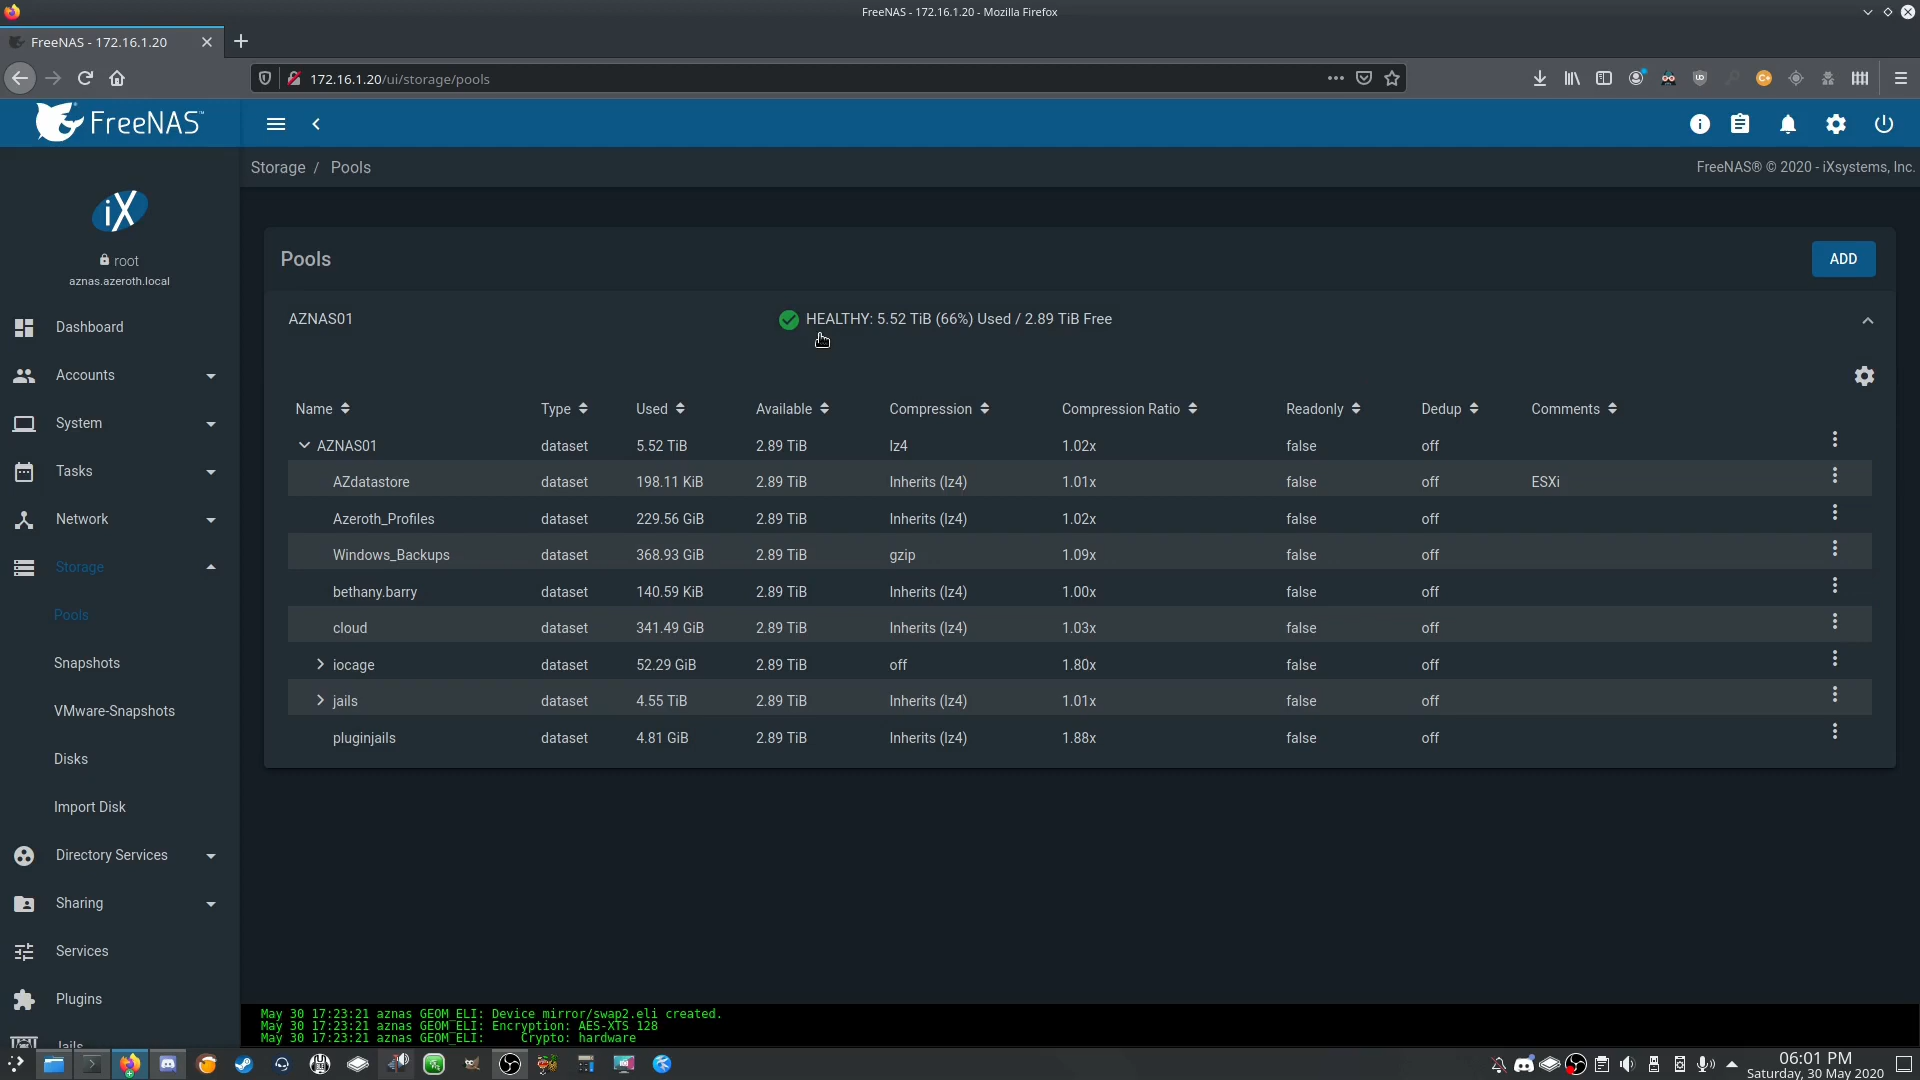 FreeNAS - 172.16.1.20 - Mozilla Firefox
FreeNAS - 172.16.1.20
172.16.1.20/ui/storage/pools
FreeNAS™
Storage / Pools
FreeNAS® © 2020 - iXsystems, Inc.
iX
root
aznas.azeroth.local
Dashboard
Accounts
System
Tasks
Network
Storage
Pools
Snapshots
VMware-Snapshots
Disks
Import Disk
Directory Services
Sharing
Services
Plugins
Jails
Pools
ADD
AZNAS01 HEALTHY: 5.52 TiB (66%) Used / 2.89 TiB Free
Name Type Used Available Compression Compression Ratio Readonly Dedup Comments
AZNAS01 dataset 5.52 TiB 2.89 TiB lz4 1.02x false off
AZdatastore dataset 198.11 KiB 2.89 TiB Inherits (lz4) 1.01x false off ESXi
Azeroth_Profiles dataset 229.56 GiB 2.89 TiB Inherits (lz4) 1.02x false off
Windows_Backups dataset 368.93 GiB 2.89 TiB gzip 1.09x false off
bethany.barry dataset 140.59 KiB 2.89 TiB Inherits (lz4) 1.00x false off
cloud dataset 341.49 GiB 2.89 TiB Inherits (lz4) 1.03x false off
iocage dataset 52.29 GiB 2.89 TiB off 1.80x false off
jails dataset 4.55 TiB 2.89 TiB Inherits (lz4) 1.01x false off
pluginjails dataset 4.81 GiB 2.89 TiB Inherits (lz4) 1.88x false off
May 30 17:23:21 aznas GEOM_ELI: Device mirror/swap2.eli created.
May 30 17:23:21 aznas GEOM_ELI: Encryption: AES-XTS 128
May 30 17:23:21 aznas GEOM_ELI: Crypto: hardware
06:01 PM
Saturday, 30 May 2020